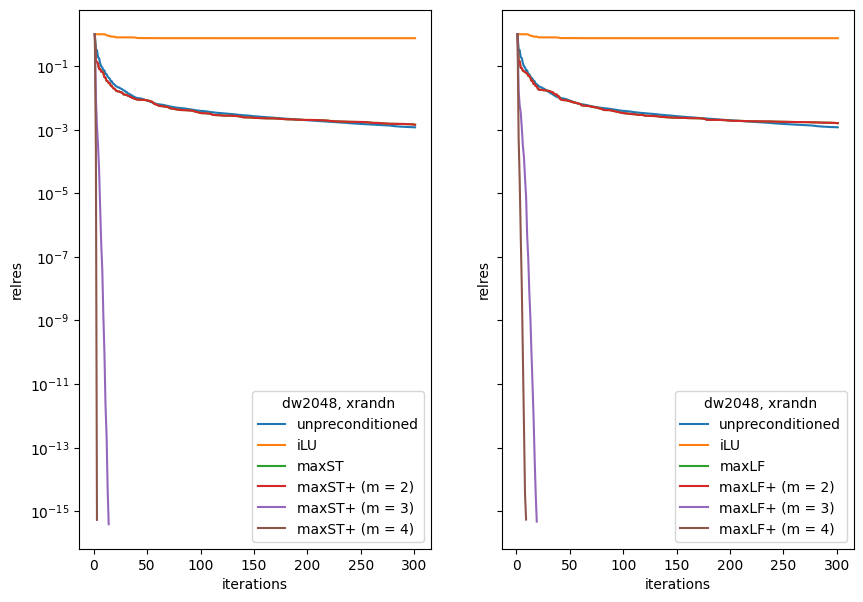 relres
10⁻¹
10⁻³
10⁻⁵
10⁻⁷
10⁻⁹
10⁻¹¹
10⁻¹³
10⁻¹⁵
dw2048, xrandn
unpreconditioned
iLU
maxST
maxST+ (m = 2)
maxST+ (m = 3)
maxST+ (m = 4)
0 50 100 150 200 250 300
iterations
relres
dw2048, xrandn
unpreconditioned
iLU
maxLF
maxLF+ (m = 2)
maxLF+ (m = 3)
maxLF+ (m = 4)
0 50 100 150 200 250 300
iterations